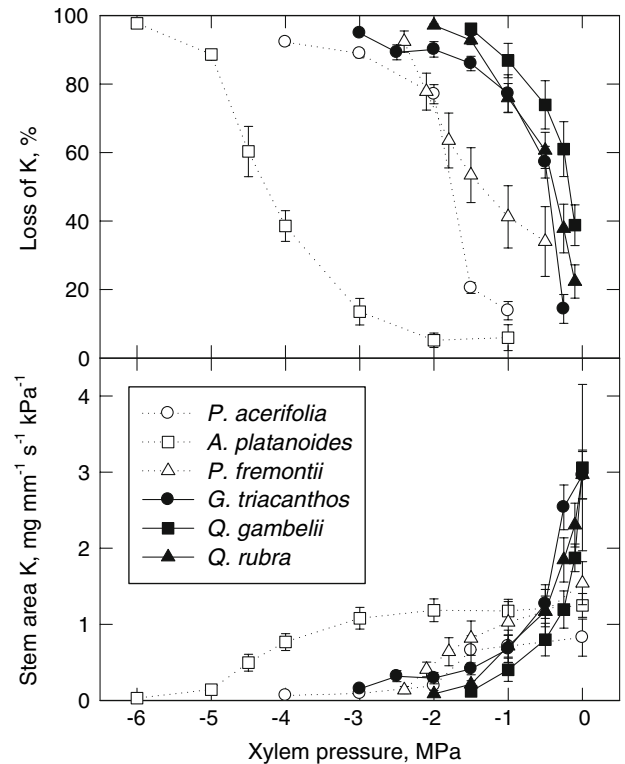 100
80
60
40
20
0
Loss of K, %
4
3
2
1
0
Stem area K, mg mm⁻¹ s⁻¹ kPa⁻¹
P. acerifolia
A. platanoides
P. fremontii
G. triacanthos
Q. gambelii
Q. rubra
-6 -5 -4 -3 -2 -1 0
Xylem pressure, MPa